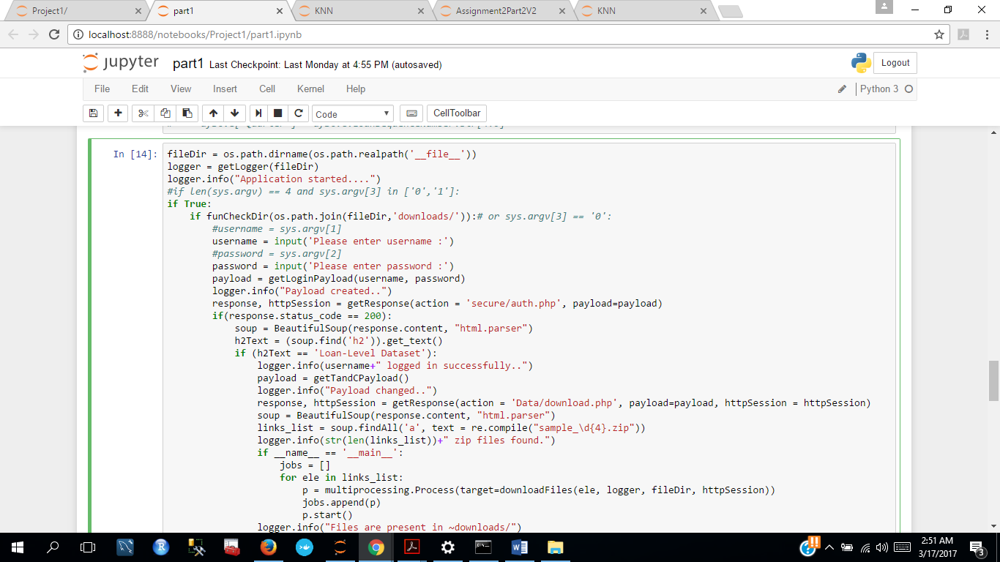 Project1/
part1
KNN
Assignment2Part2V2
KNN
localhost:8888/notebooks/Project1/part1.ipynb
jupyter part1 Last Checkpoint: Last Monday at 4:55 PM (autosaved)
Logout
File Edit View Insert Cell Kernel Help
Python 3
Code
CellToolbar
In [14]:
fileDir = os.path.dirname(os.path.realpath('__file__'))
logger = getLogger(fileDir)
logger.info("Application started....")
#if len(sys.argv) == 4 and sys.argv[3] in ['0','1']:
if True:
    if funCheckDir(os.path.join(fileDir,'downloads/')):# or sys.argv[3] == '0':
        #username = sys.argv[1]
        username = input('Please enter username :')
        #password = sys.argv[2]
        password = input('Please enter password :')
        payload = getLoginPayload(username, password)
        logger.info("Payload created..")
        response, httpSession = getResponse(action = 'secure/auth.php', payload=payload)
        if(response.status_code == 200):
            soup = BeautifulSoup(response.content, "html.parser")
            h2Text = (soup.find('h2')).get_text()
            if (h2Text == 'Loan-Level Dataset'):
                logger.info(username+" logged in successfully..")
                payload = getTandCPayload()
                logger.info("Payload changed..")
                response, httpSession = getResponse(action = 'Data/download.php', payload=payload, httpSession = httpSession)
                soup = BeautifulSoup(response.content, "html.parser")
                links_list = soup.findAll('a', text = re.compile("sample_\d{4}.zip"))
                logger.info(str(len(links_list))+" zip files found.")
                if __name__ == '__main__':
                    jobs = []
                    for ele in links_list:
                        p = multiprocessing.Process(target=downloadFiles(ele, logger, fileDir, httpSession))
                        jobs.append(p)
                        p.start()
                logger.info("Files are present in ~downloads/")
2:51 AM
3/17/2017
3